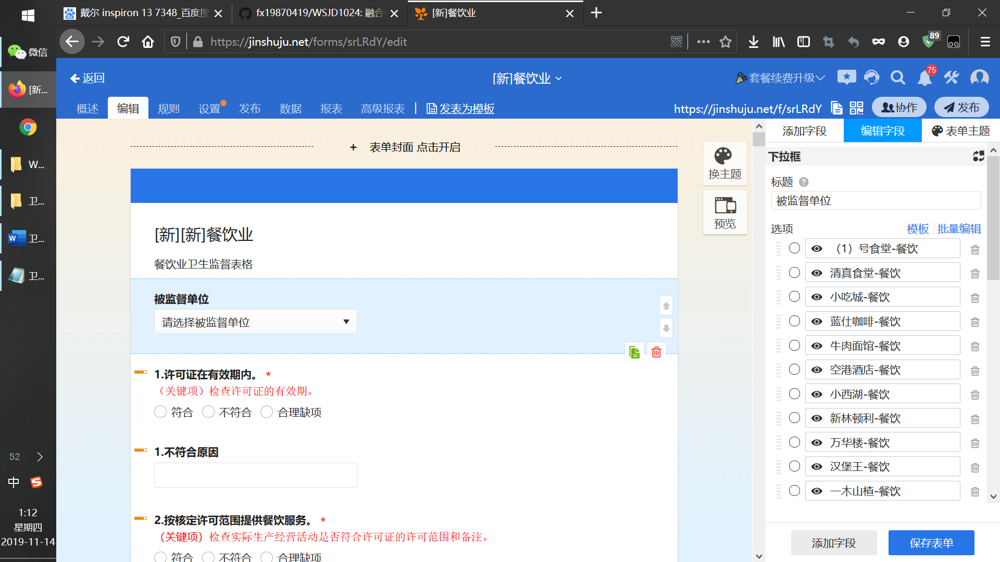 戴尔 inspiron 13 7348_百度搜
fx19870419/WSJD1024: 融合
[新]餐饮业
https://jinshuju.net/forms/srLRdY/edit
89
微信
[新...
W...
卫...
卫...
卫...
52
中
1:12
星期四
2019-11-14
返回
[新]餐饮业
套餐续费升级
75
概述
编辑
规则
设置
发布
数据
报表
高级报表
发表为模板
https://jinshuju.net/f/srLRdY
协作
发布
+ 表单封面 点击开启
换主题
预览
[新][新]餐饮业
餐饮业卫生监督表格
被监督单位
请选择被监督单位
1.许可证在有效期内。 *
（关键项）检查许可证的有效期。
符合 不符合 合理缺项
1.不符合原因
2.按核定许可范围提供餐饮服务。 *
（关键项）检查实际生产经营活动是否符合许可证的许可范围和备注。
符合 不符合 合理缺项
添加字段
编辑字段
表单主题
下拉框
标题 ?
被监督单位
选项
模板
批量编辑
（1）号食堂-餐饮
清真食堂-餐饮
小吃城-餐饮
蓝仕咖啡-餐饮
牛肉面馆-餐饮
空港酒店-餐饮
小西湖-餐饮
新林顿利-餐饮
万华楼-餐饮
汉堡王-餐饮
一木山楂-餐饮
添加字段
保存表单